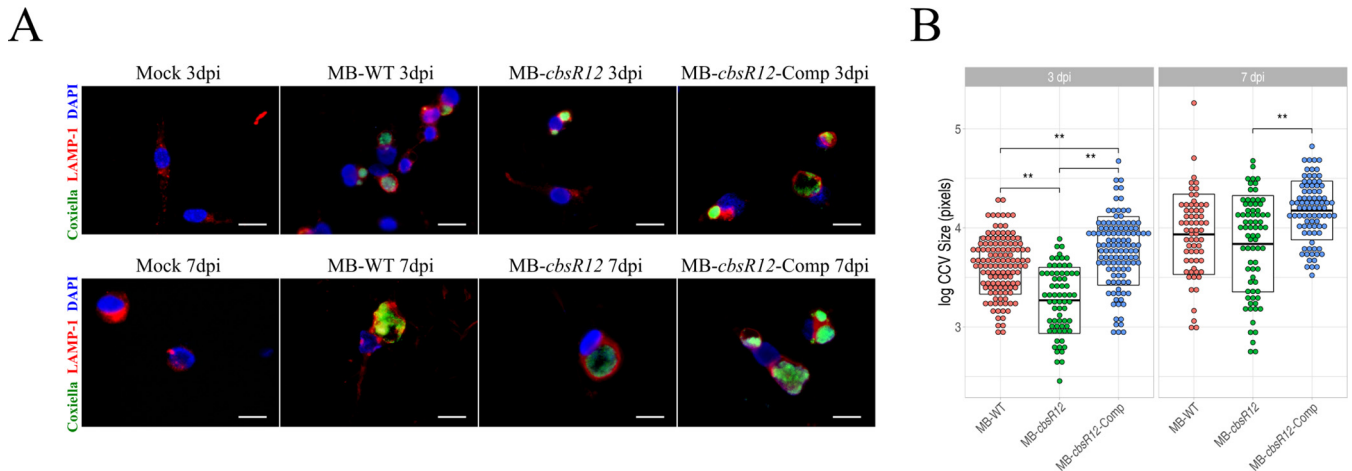 A
Mock 3dpi
MB-WT 3dpi
MB-cbsR12 3dpi
MB-cbsR12-Comp 3dpi
Coxiella LAMP-1 DAPI
Mock 7dpi
MB-WT 7dpi
MB-cbsR12 7dpi
MB-cbsR12-Comp 7dpi
Coxiella LAMP-1 DAPI
B
3 dpi
7 dpi
log CCV Size (pixels)
5
4
3
**
**
**
**
MB-WT
MB-cbsR12
MB-cbsR12-Comp
MB-WT
MB-cbsR12
MB-cbsR12-Comp